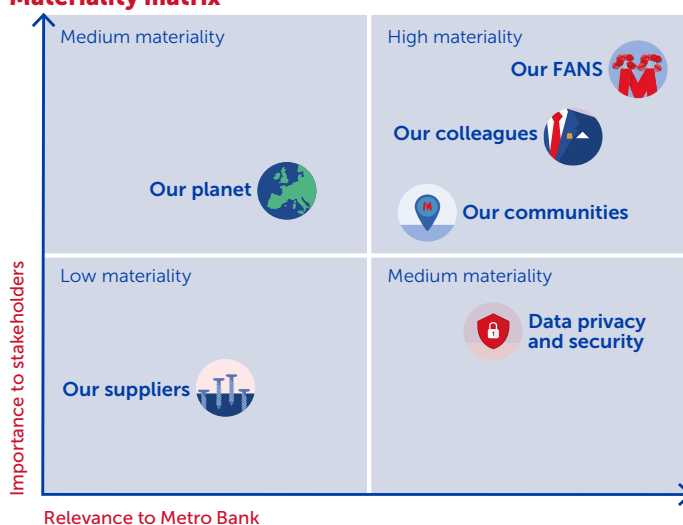 Materiality matrix
Medium materiality
High materiality
Our FANS
Our colleagues
Our planet
Our communities
Low materiality
Medium materiality
Data privacy
and security
Our suppliers
Importance to stakeholders
Relevance to Metro Bank
M
M